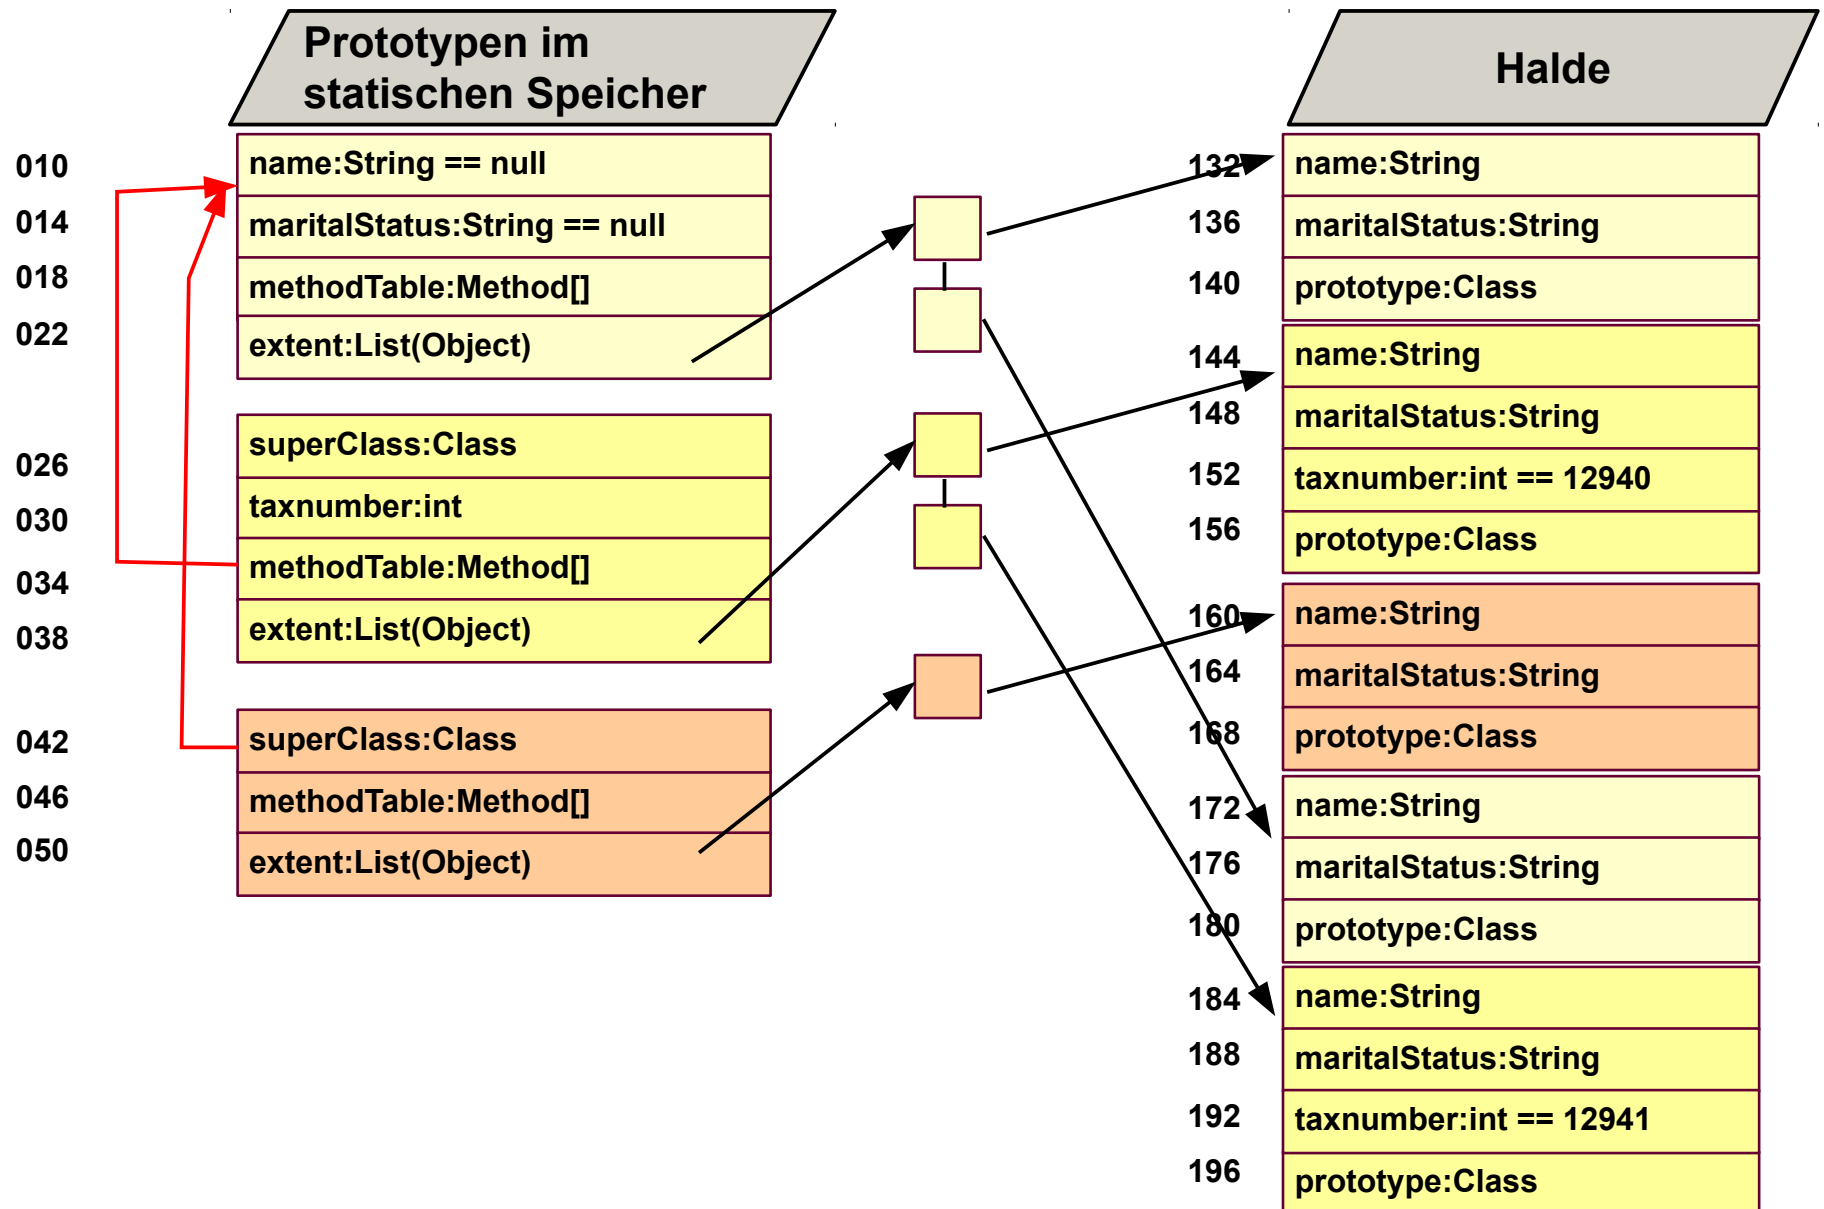 Prototypen im
statischen Speicher
010
name:String == null
014
maritalStatus:String == null
018
methodTable:Method[]
022
extent:List(Object)
026
superClass:Class
030
taxnumber:int
034
methodTable:Method[]
038
extent:List(Object)
042
superClass:Class
046
methodTable:Method[]
050
extent:List(Object)
Halde
132
name:String
136
maritalStatus:String
140
prototype:Class
144
name:String
148
maritalStatus:String
152
taxnumber:int == 12940
156
prototype:Class
160
name:String
164
maritalStatus:String
168
prototype:Class
172
name:String
176
maritalStatus:String
180
prototype:Class
184
name:String
188
maritalStatus:String
192
taxnumber:int == 12941
196
prototype:Class